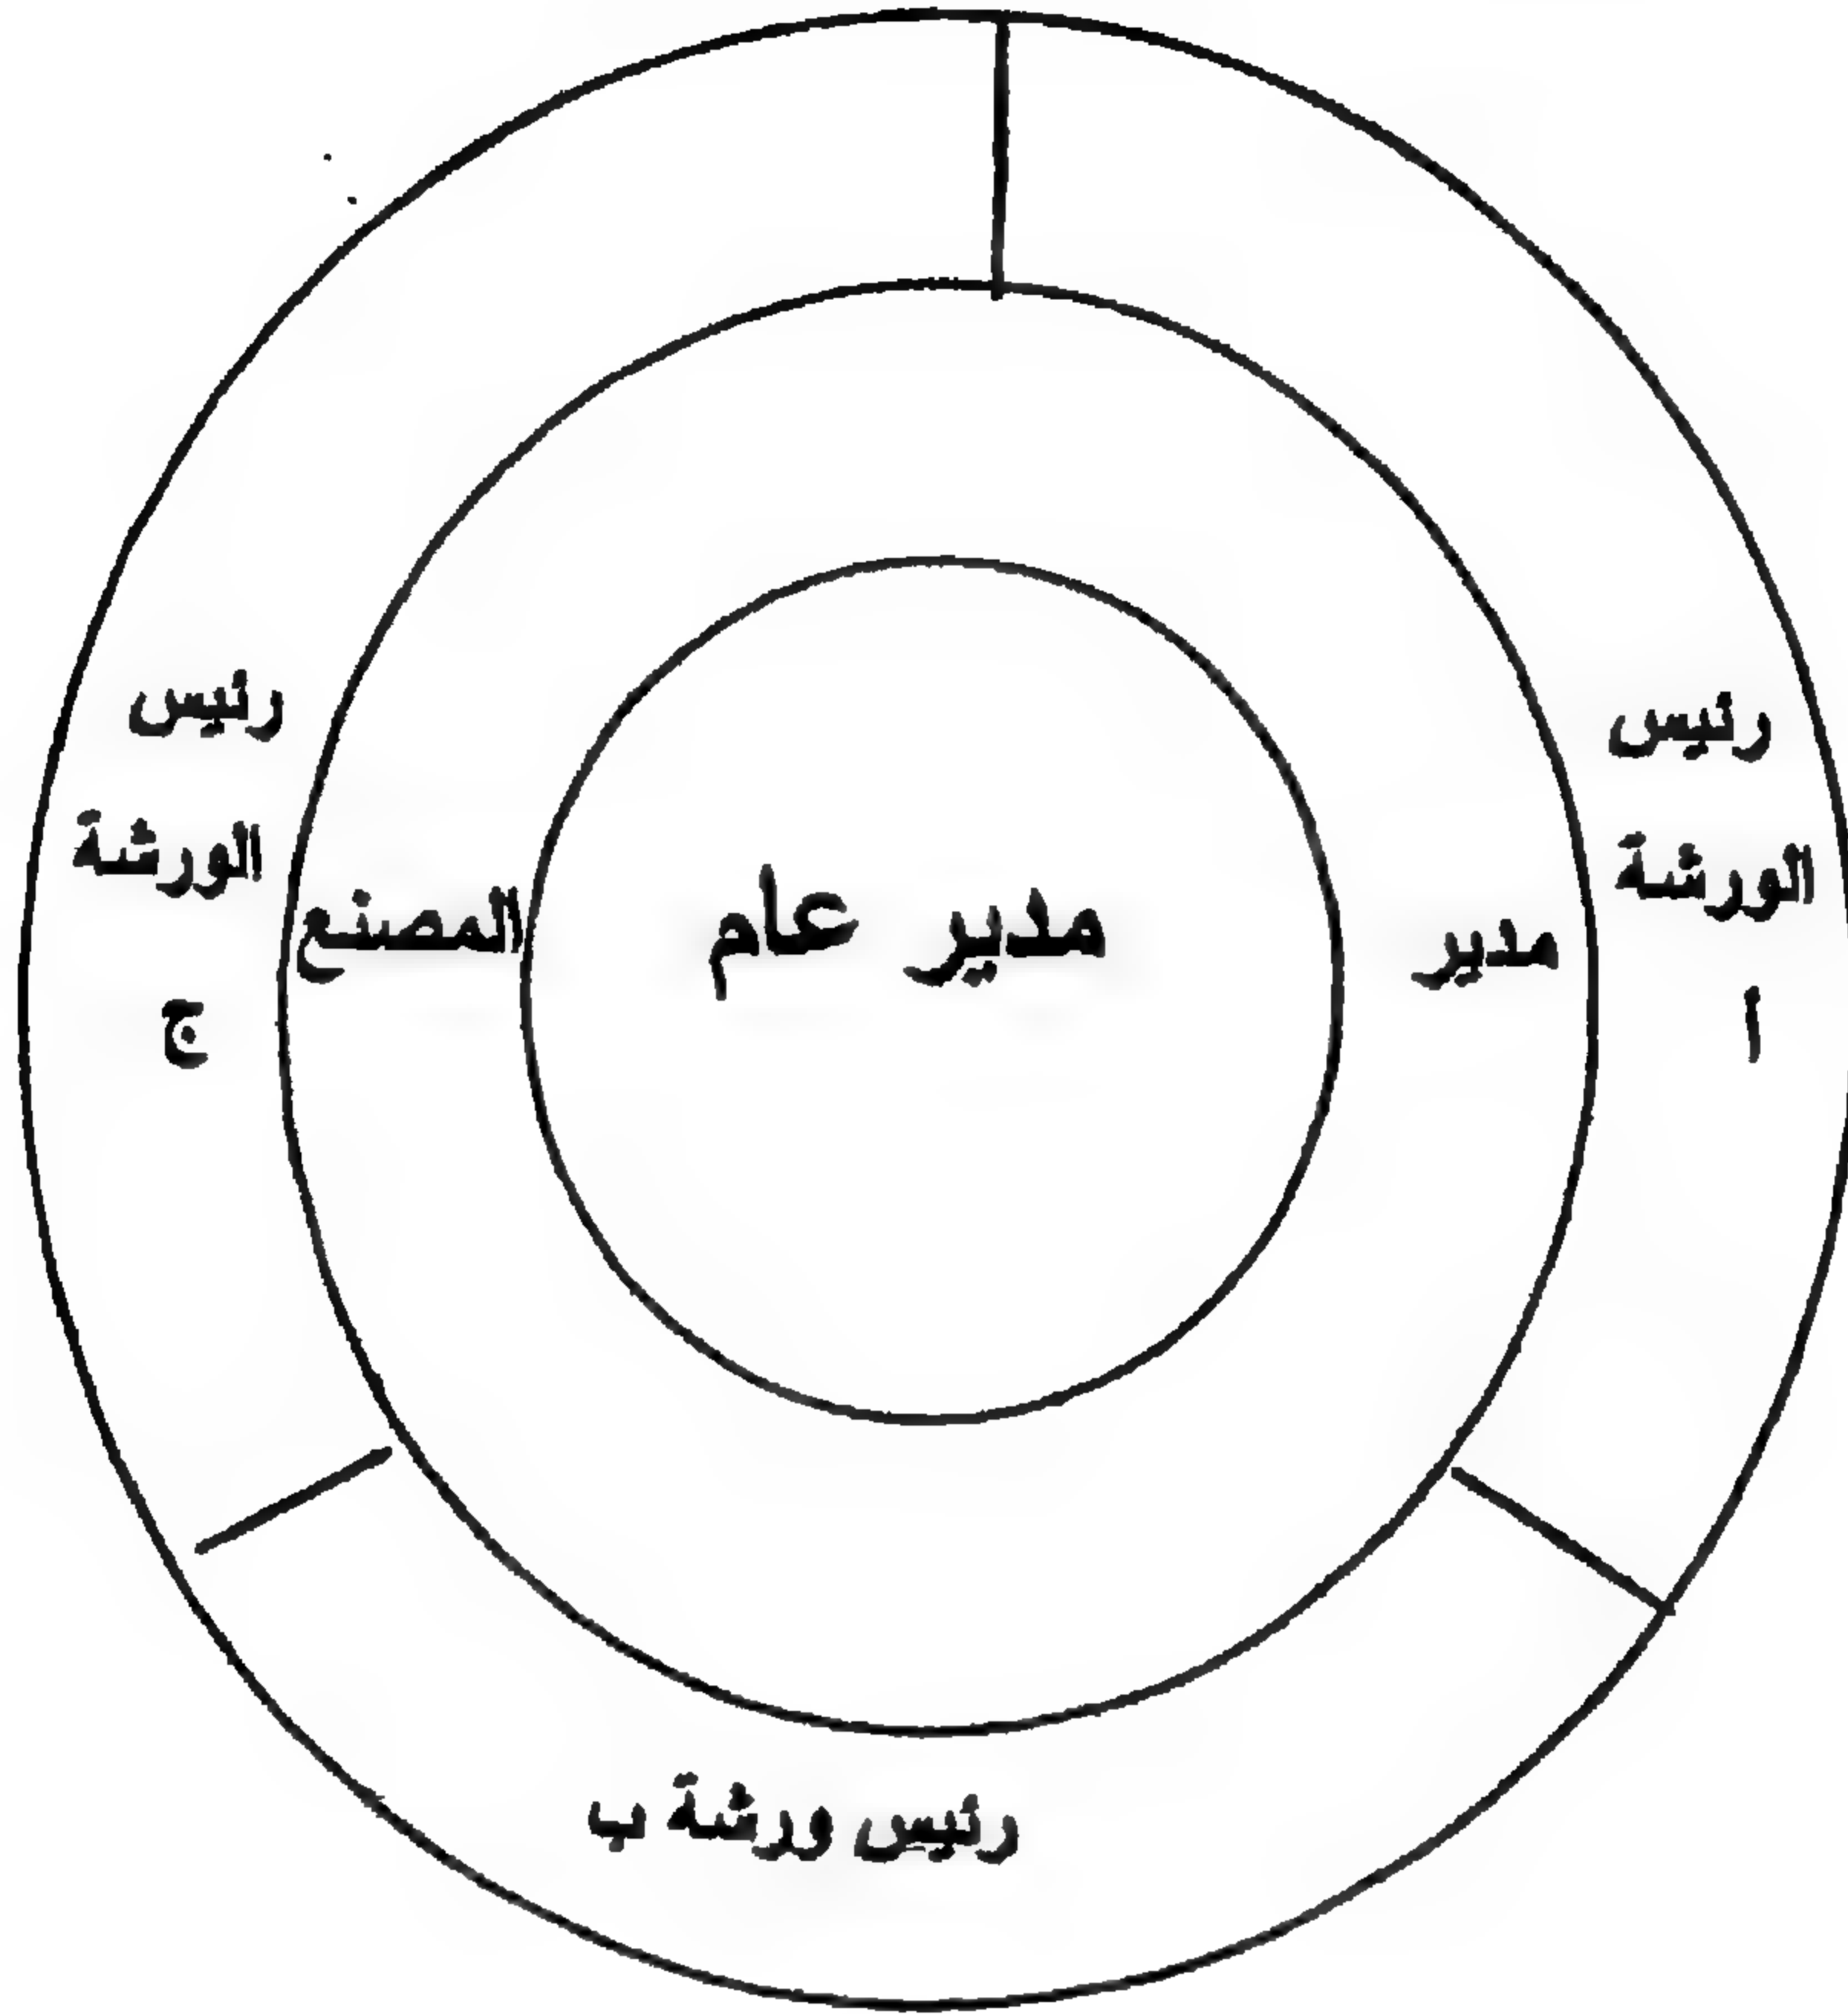 مدير عام
مدير المصنع
رئيس
الورشة
أ
رئيس ورشة ب
رئيس
الورشة
ج